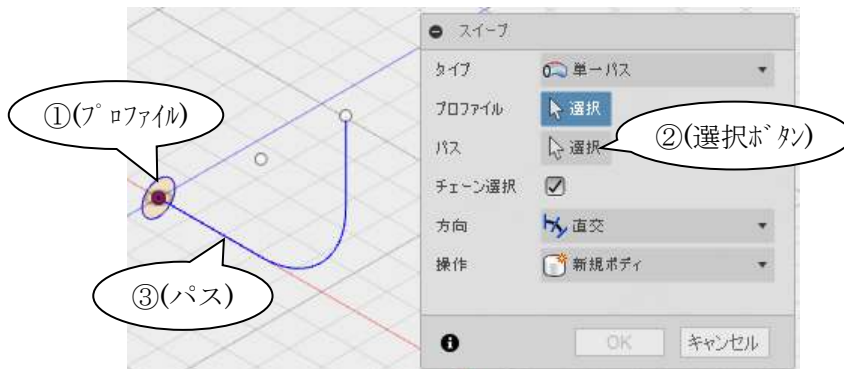 スイープ
タイプ 単一パス
①(プロファイル)
プロファイル 選択
②(選択ボタン)
パス 選択
チェーン選択
方向 直交
③(パス)
操作 新規ボディ
OK キャンセル